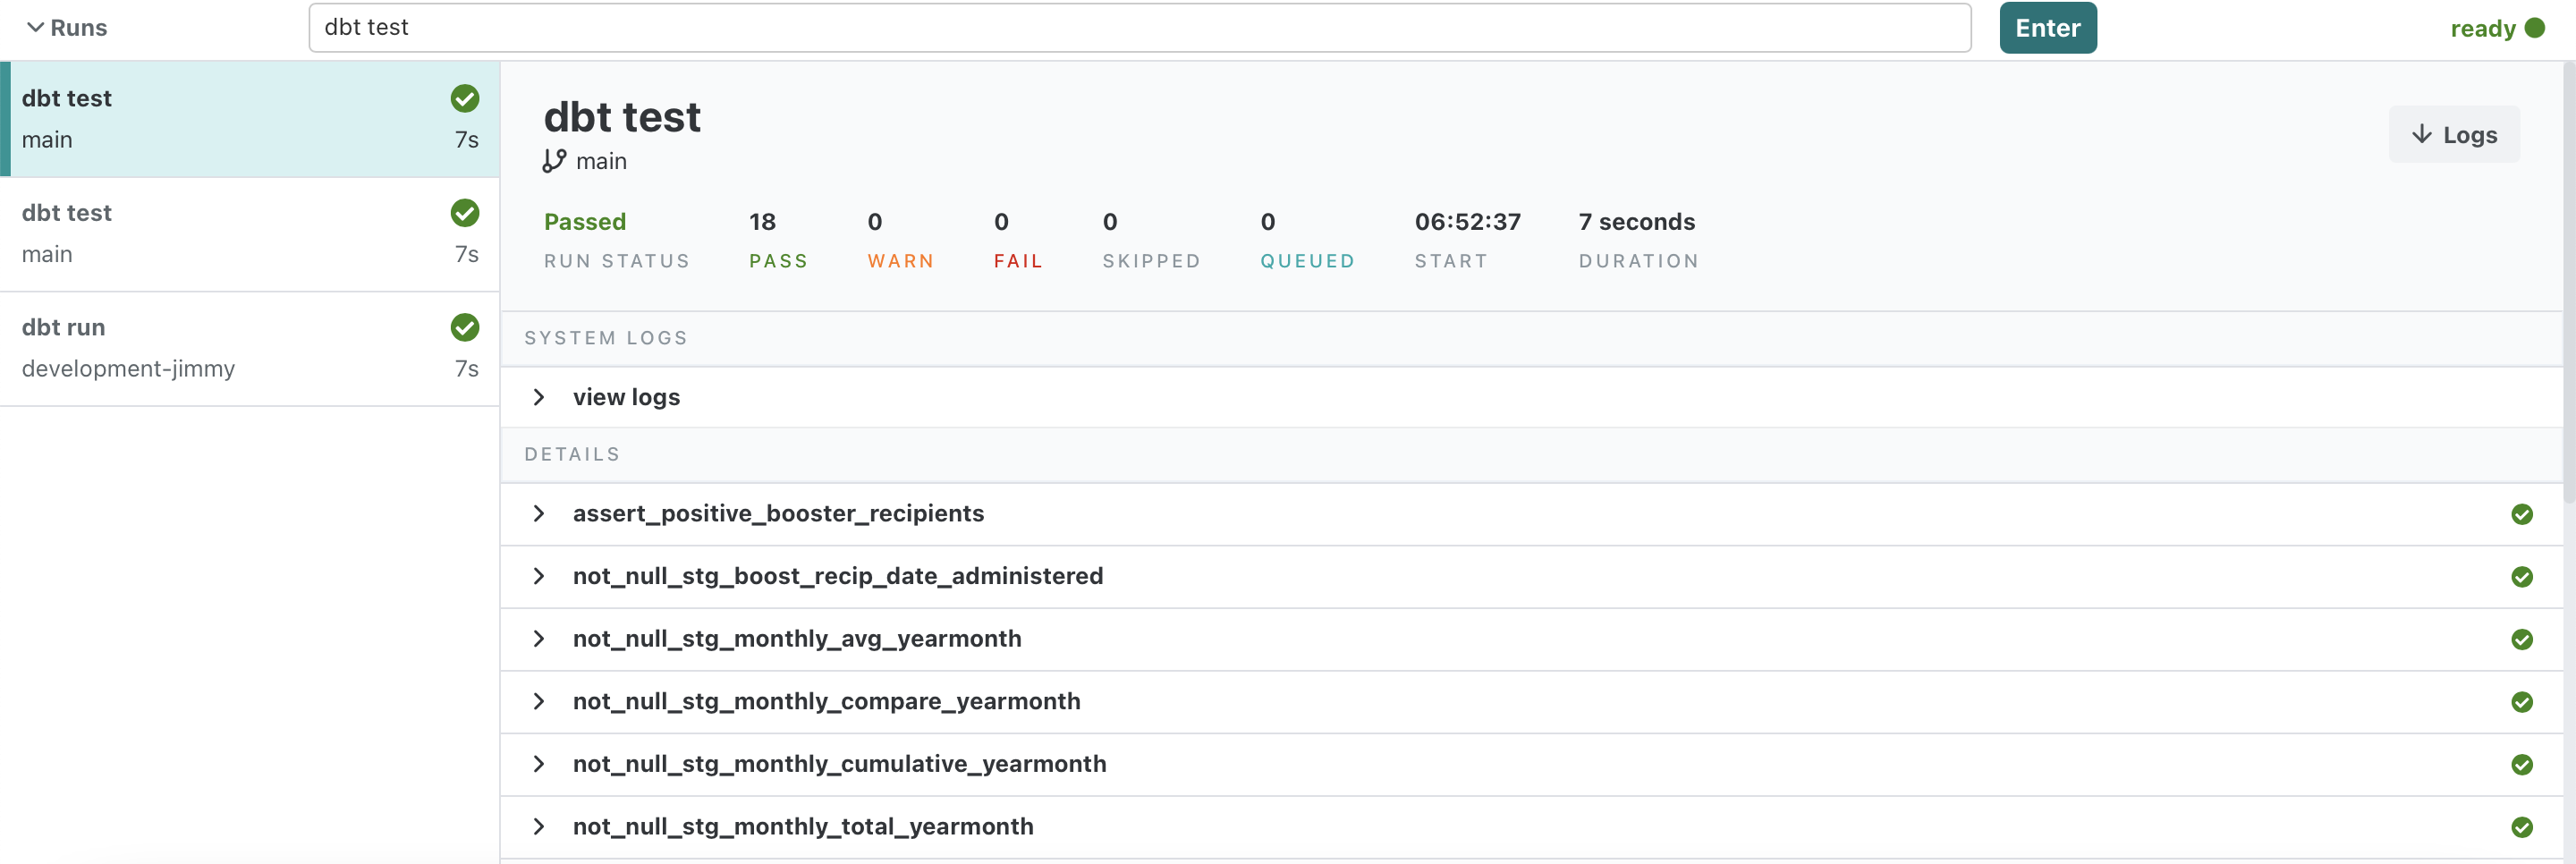 Runs
dbt test
Enter
ready
dbt test
main
7s
dbt test
main
7s
dbt run
development-jimmy
7s
dbt test
main
Logs
Passed 18 0 0 0 0 06:52:37 7 seconds
RUN STATUS PASS WARN FAIL SKIPPED QUEUED START DURATION
SYSTEM LOGS
view logs
DETAILS
assert_positive_booster_recipients
not_null_stg_boost_recip_date_administered
not_null_stg_monthly_avg_yearmonth
not_null_stg_monthly_compare_yearmonth
not_null_stg_monthly_cumulative_yearmonth
not_null_stg_monthly_total_yearmonth